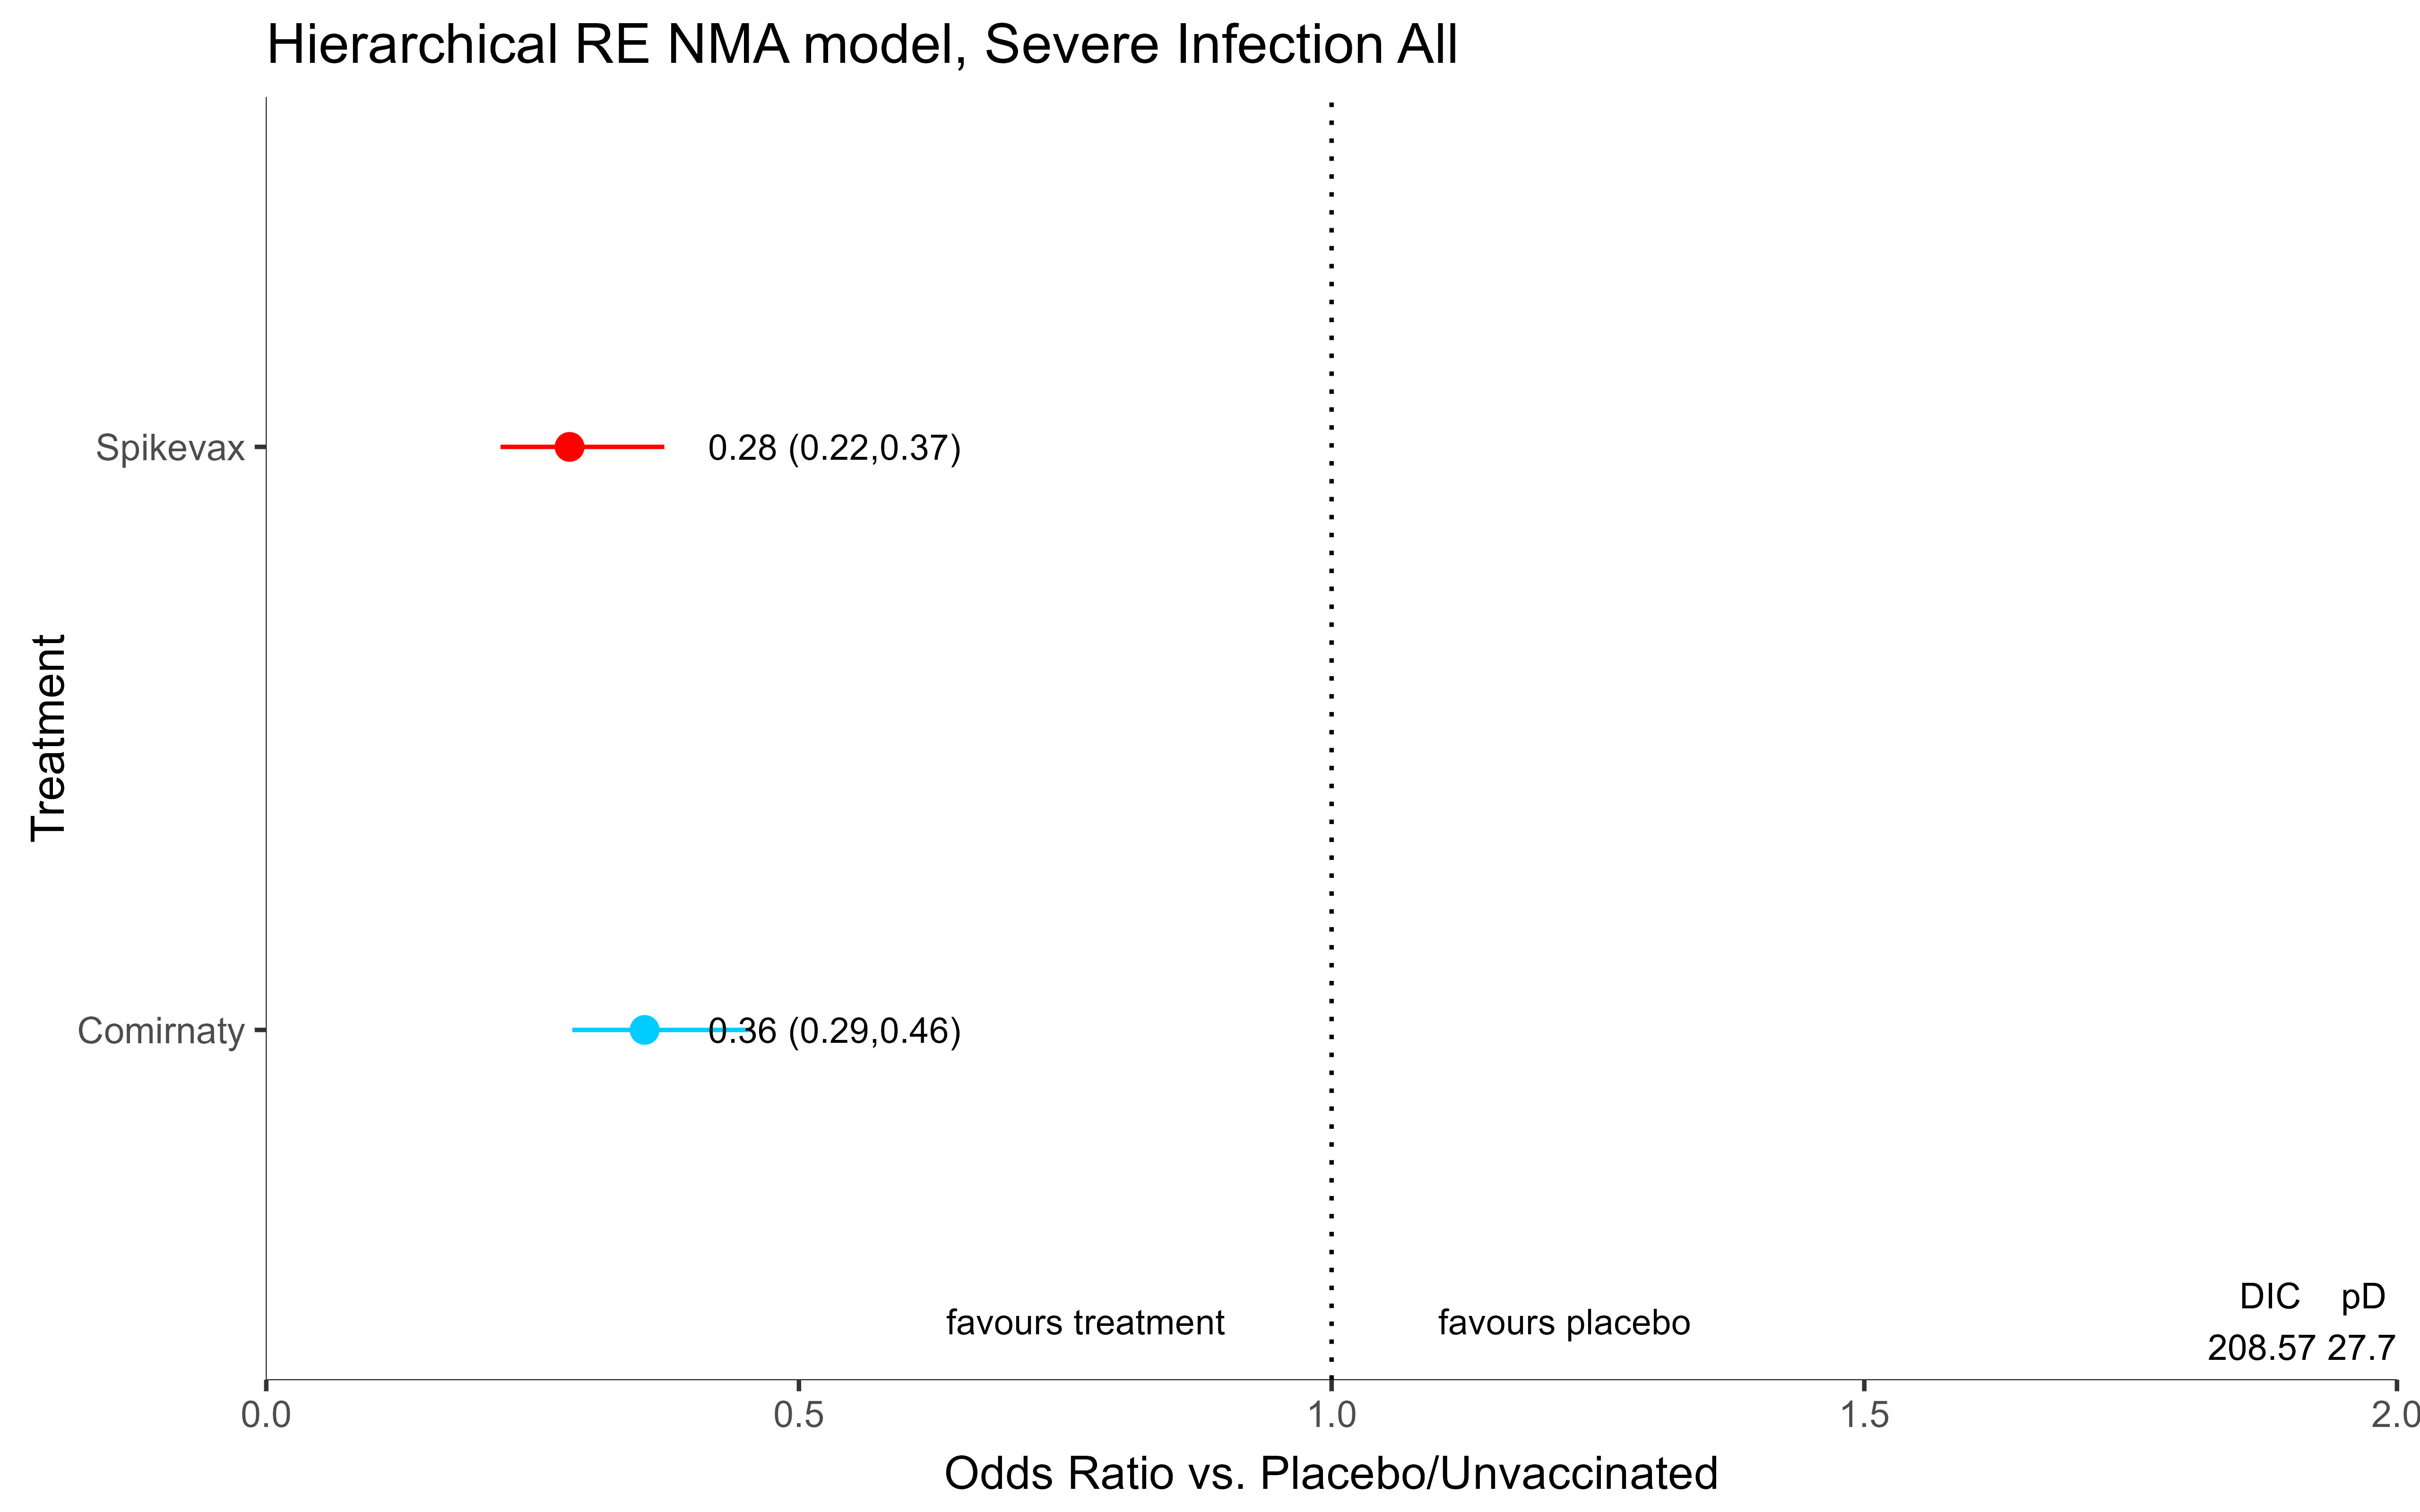 Hierarchical RE NMA model, Severe Infection All
Treatment
Spikevax
0.28 (0.22,0.37)
Comirnaty
0.36 (0.29,0.46)
favours treatment
favours placebo
DIC pD
208.57 27.7
0.0 0.5 1.0 1.5 2.0
Odds Ratio vs. Placebo/Unvaccinated